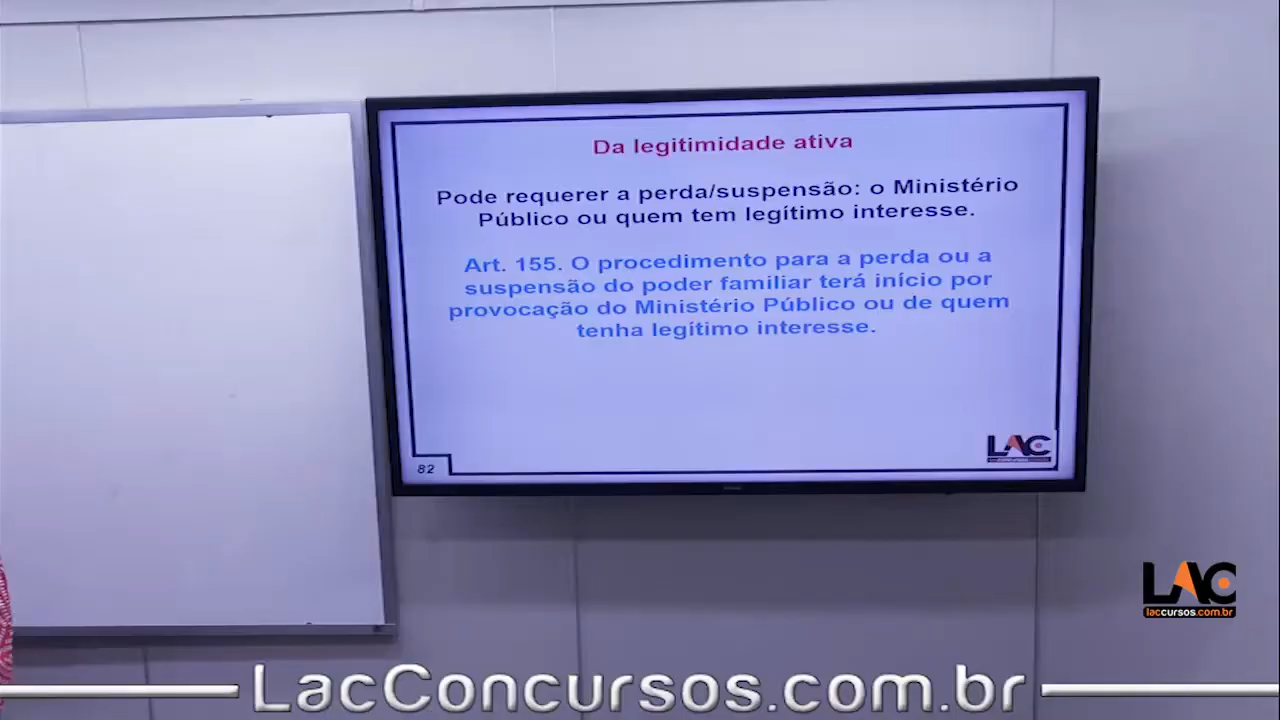 Da legitimidade ativa
Pode requerer a perda/suspensão: o Ministério
Público ou quem tem legítimo interesse.
Art. 155. O procedimento para a perda ou a
suspensão do poder familiar terá início por
provocação do Ministério Público ou de quem
tenha legítimo interesse.
LAC
82
LAC
laccursos.com.br
LacConcursos.com.br